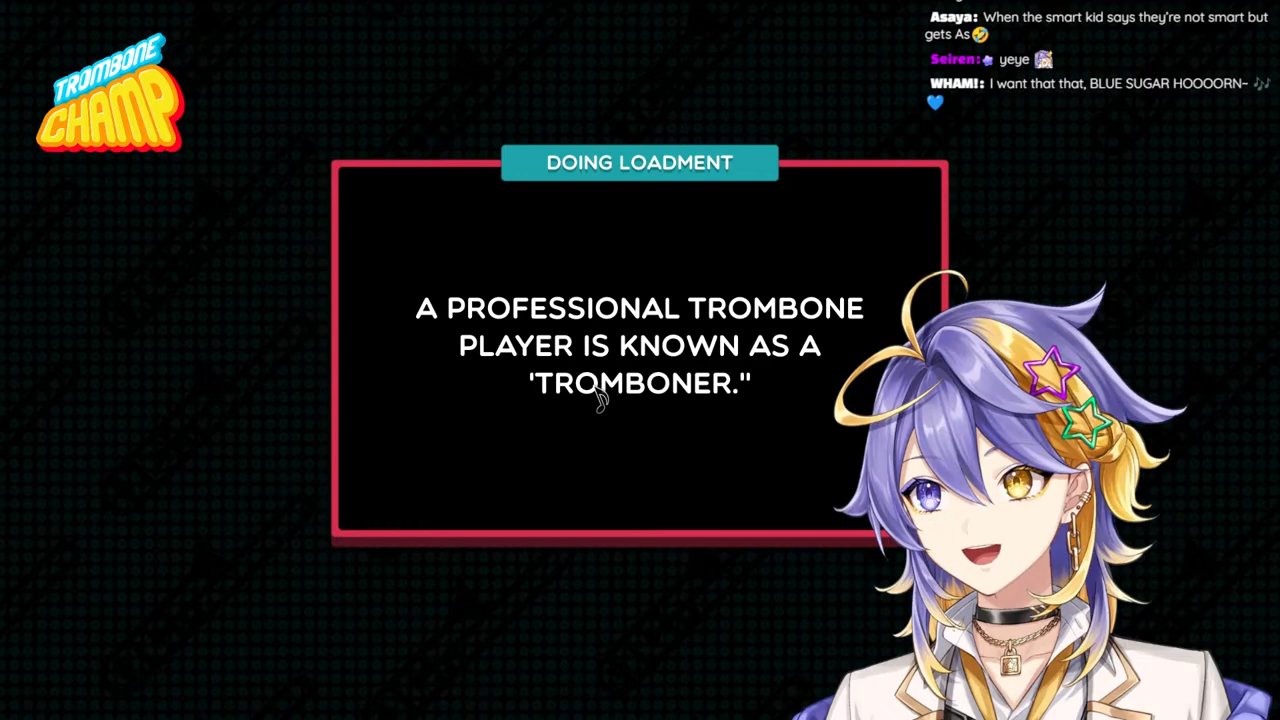 TROMBONE
CHAMP
Asaya: When the smart kid says they're not smart but
gets As🤣
Seiren: yeye
WHAM!: I want that that, BLUE SUGAR HOOOORN~ 🎶
💙
DOING LOADMENT
A PROFESSIONAL TROMBONE
PLAYER IS KNOWN AS A
'TROMBONER."